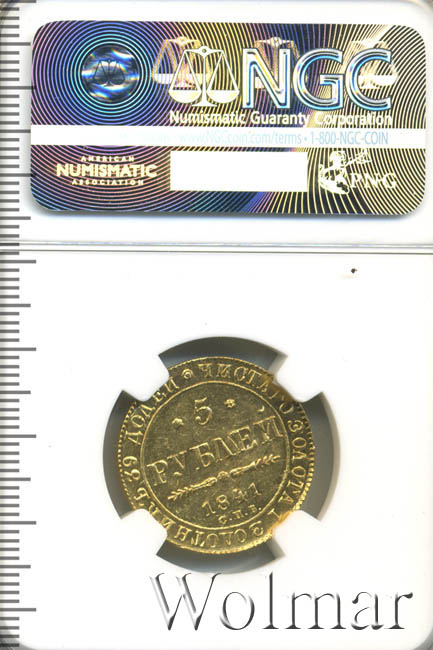 NGC
Numismatic Guaranty Corporation
www.NGCcoin.com/terms • 1-800-NGC-COIN
AMERICAN
NUMISMATIC
ASSOCIATION
PNG
ЧИСТАГО ЗОЛОТА 1 ЗОЛОТНИКЪ 39 ДОЛЕЙ
* 5 *
РУБЛЕЙ
1841
С.П.Б.
Wolmar